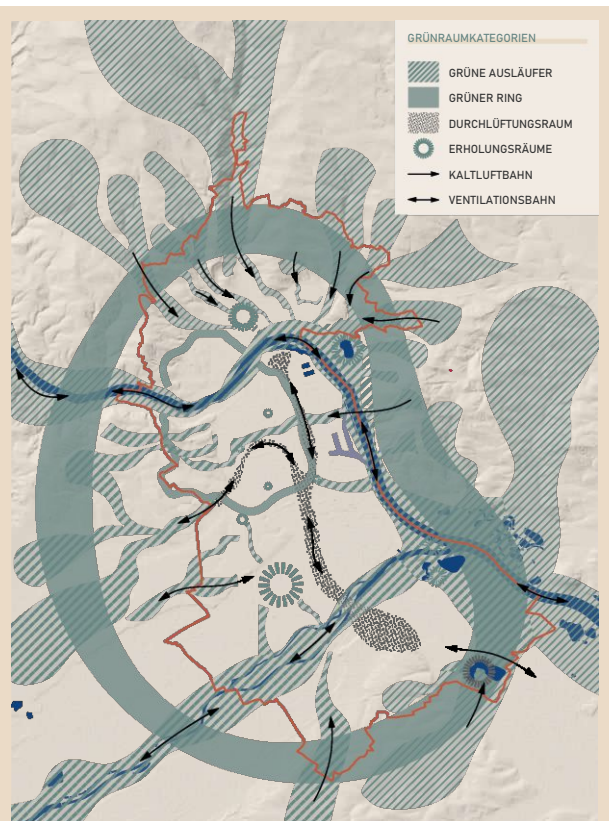 GRÜNRAUMKATEGORIEN
GRÜNE AUSLÄUFER
GRÜNER RING
DURCHLÜFTUNGSRAUM
ERHOLUNGSRÄUME
KALTLUFTBAHN
VENTILATIONSBAHN